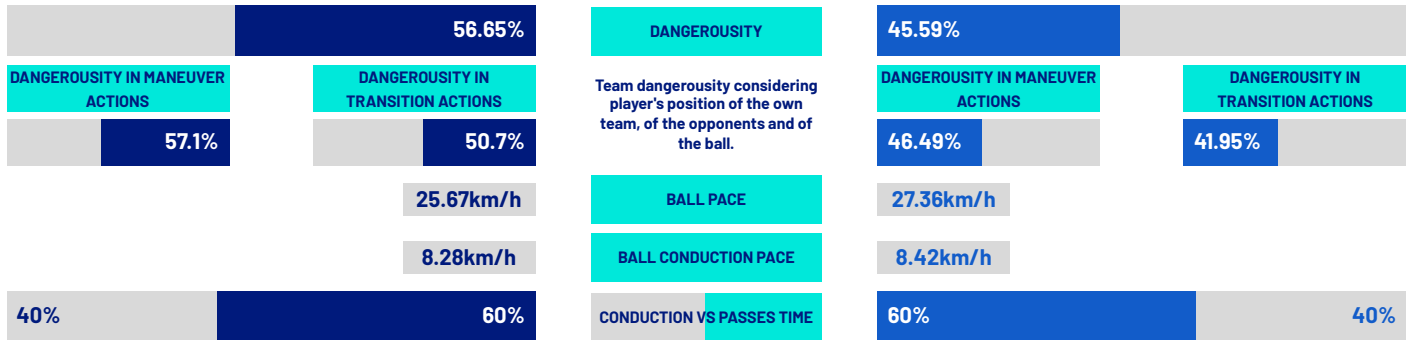 56.65%
DANGEROUSITY
45.59%
DANGEROUSITY IN MANEUVER
ACTIONS
DANGEROUSITY IN
TRANSITION ACTIONS
Team dangerousity considering
player's position of the own
team, of the opponents and of
the ball.
DANGEROUSITY IN MANEUVER
ACTIONS
DANGEROUSITY IN
TRANSITION ACTIONS
57.1%
50.7%
46.49%
41.95%
25.67km/h
BALL PACE
27.36km/h
8.28km/h
BALL CONDUCTION PACE
8.42km/h
40%
60%
CONDUCTION VS PASSES TIME
60%
40%